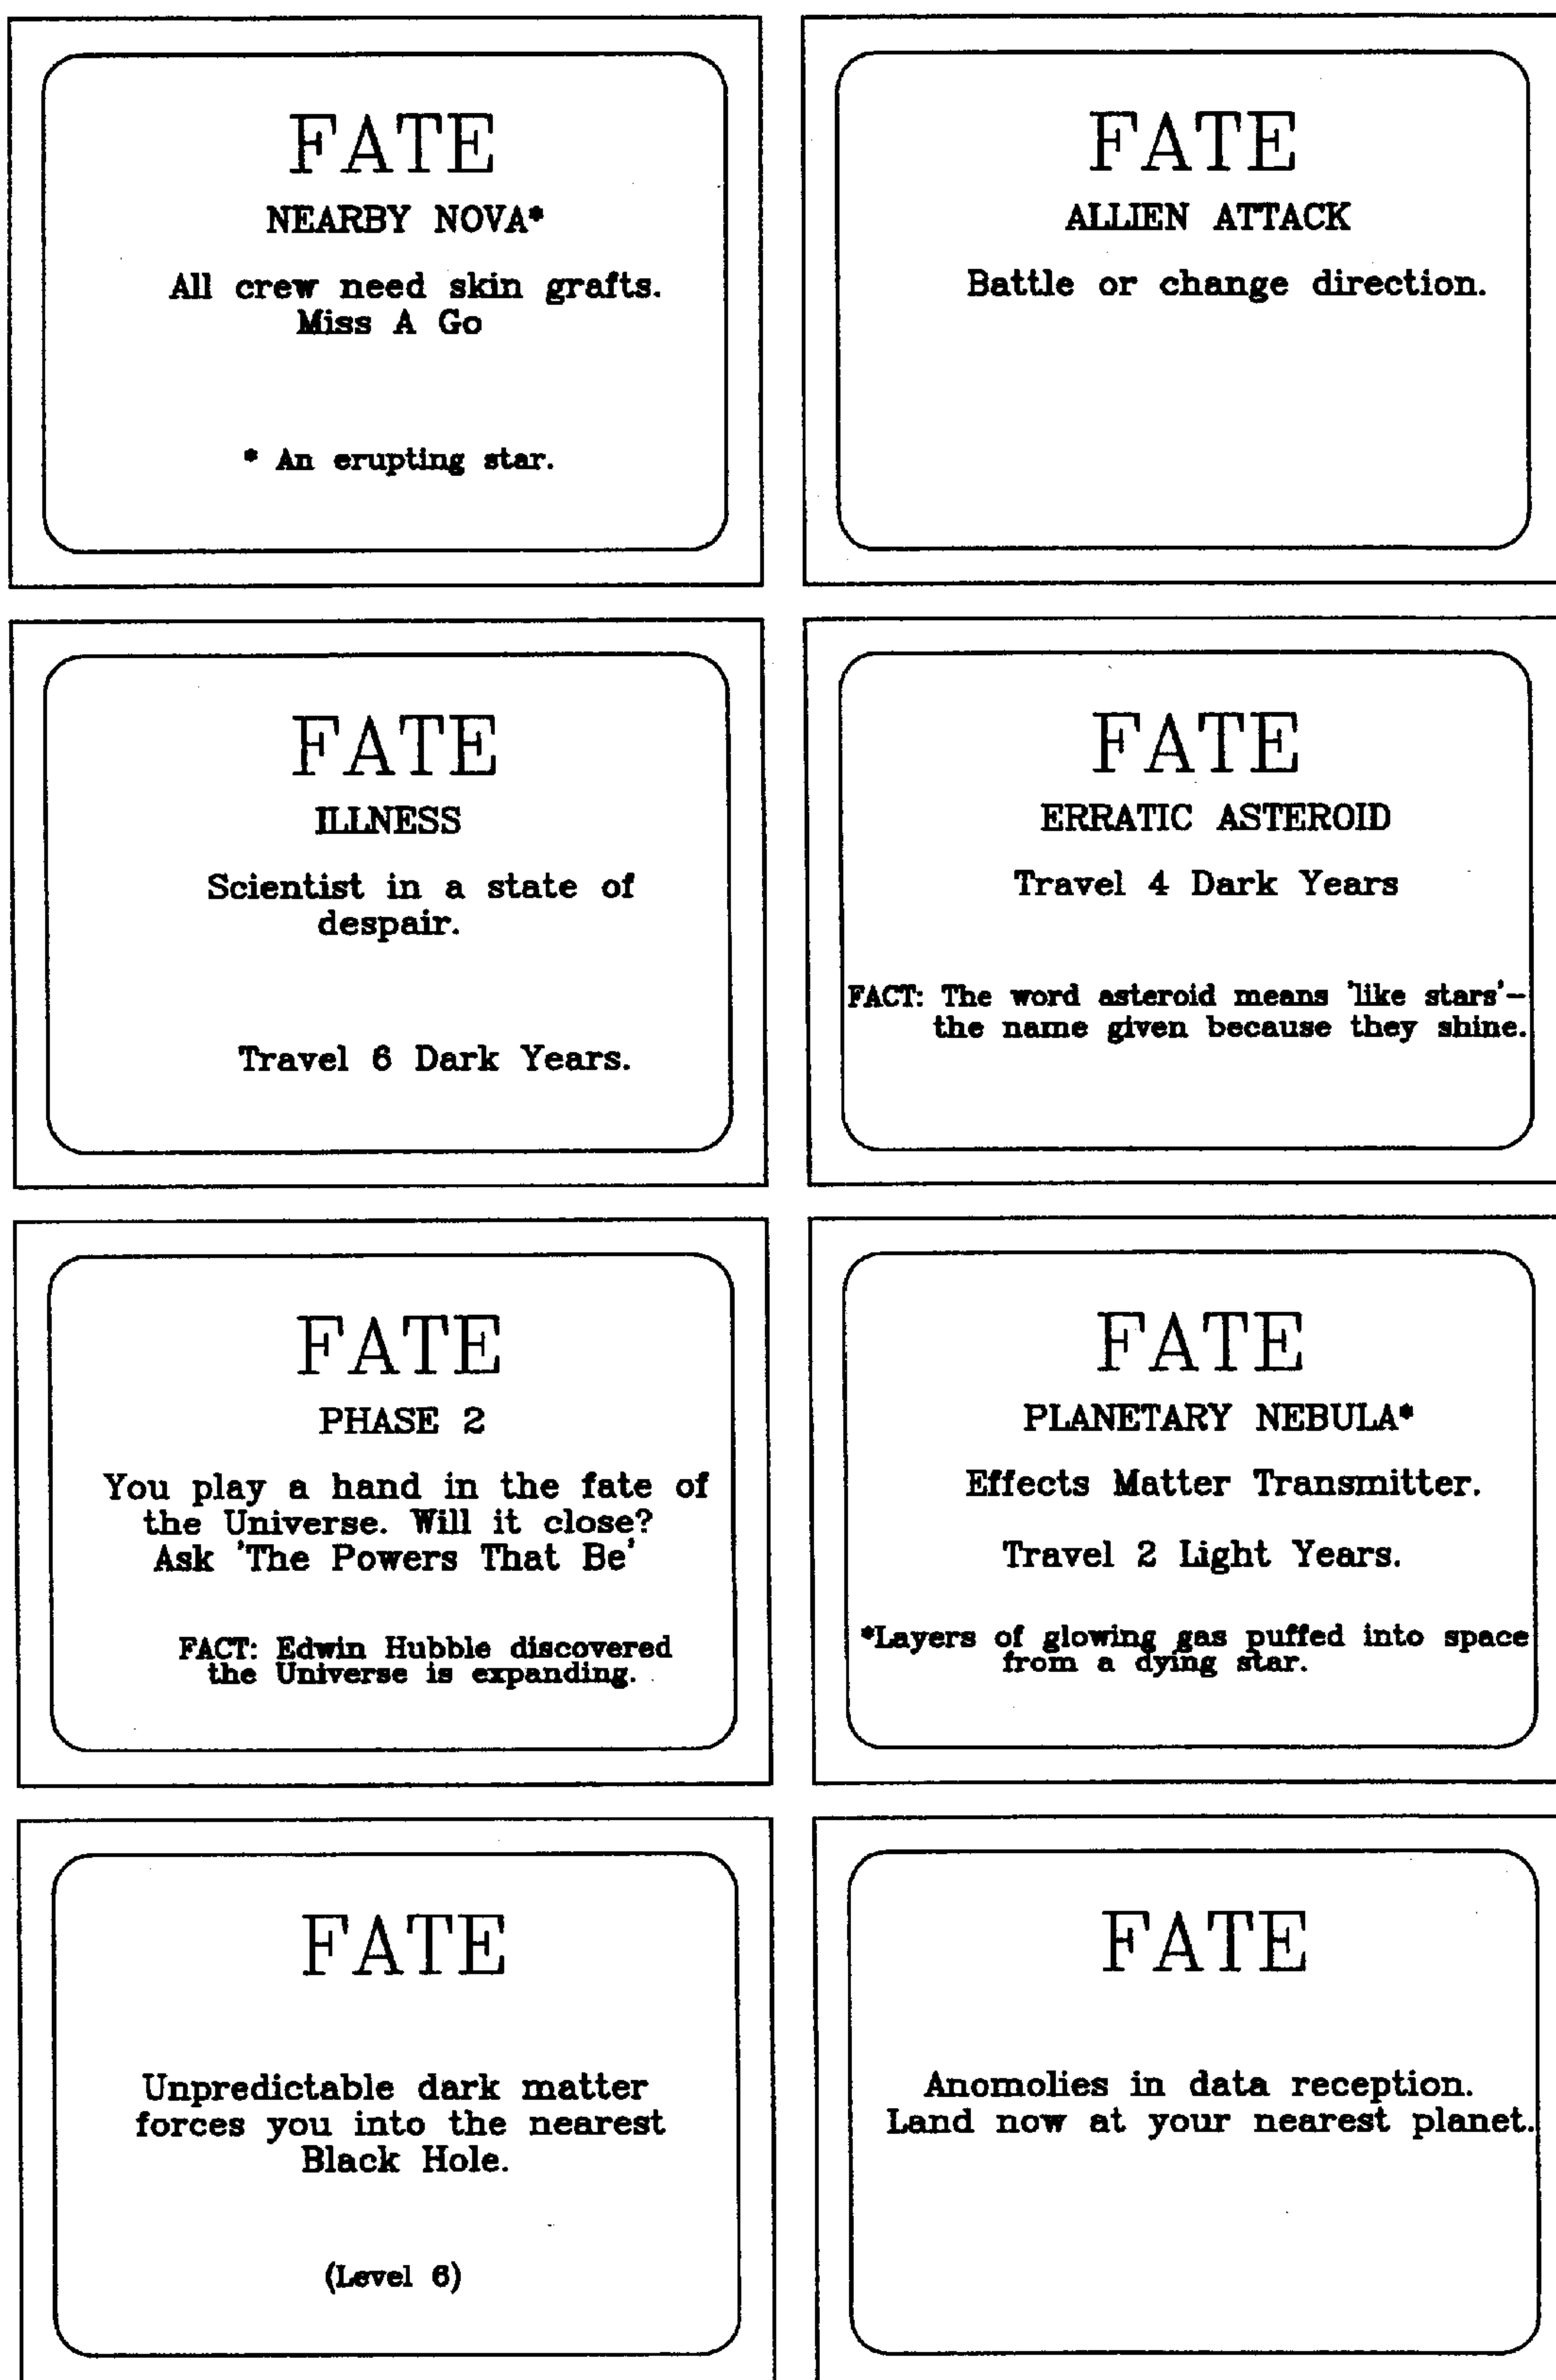 FATE
NEARBY NOVA*
All crew need skin grafts.
Miss A Go
* An erupting star.
FATE
ALLIEN ATTACK
Battle or change direction.
FATE
ILLNESS
Scientist in a state of
despair.
Travel 6 Dark Years.
FATE
ERRATIC ASTEROID
Travel 4 Dark Years
FACT: The word asteroid means 'like stars'-
the name given because they shine.
FATE
PHASE 2
You play a hand in the fate of
the Universe. Will it close?
Ask 'The Powers That Be'
FACT: Edwin Hubble discovered
the Universe is expanding.
FATE
PLANETARY NEBULA*
Effects Matter Transmitter.
Travel 2 Light Years.
*Layers of glowing gas puffed into space
from a dying star.
FATE
Unpredictable dark matter
forces you into the nearest
Black Hole.
(Level 6)
FATE
Anomolies in data reception.
Land now at your nearest planet.